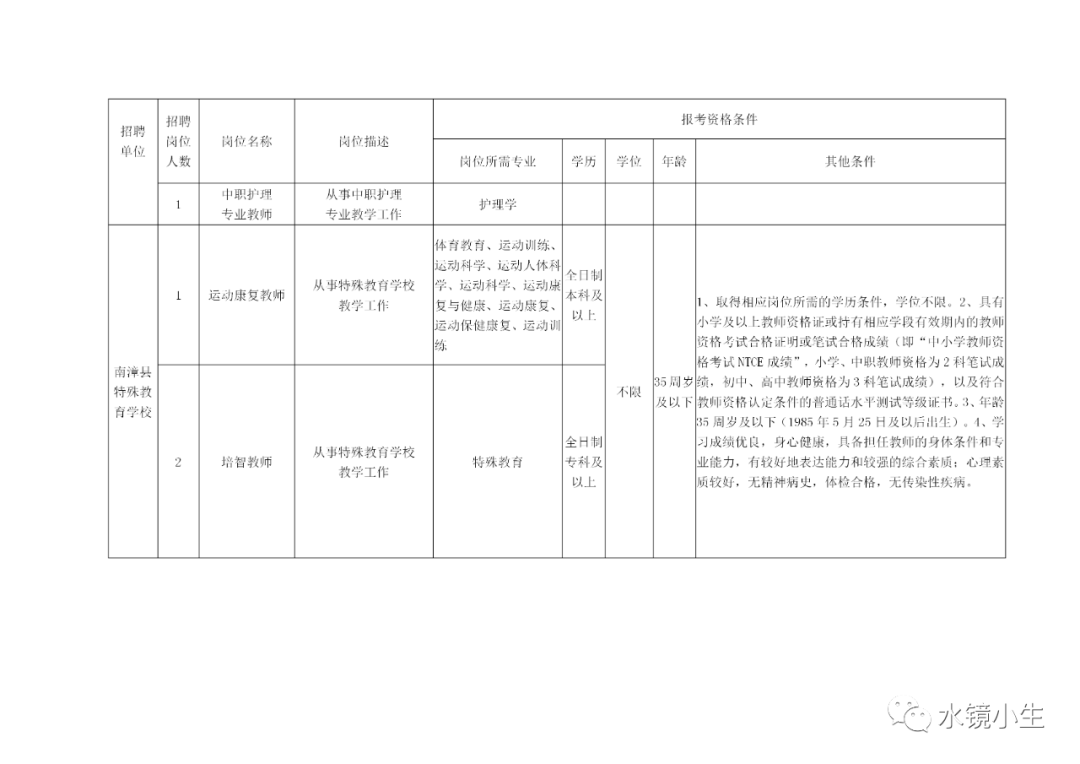 招聘
单位
招聘
岗位
人数
岗位名称
岗位描述
报考资格条件
岗位所需专业
学历
学位
年龄
其他条件
1
中职护理
专业教师
从事中职护理
专业教学工作
护理学
南漳县
特殊教
育学校
1
运动康复教师
从事特殊教育学校
教学工作
体育教育、运动训练、
运动科学、运动人体科
学、运动科学、运动康
复与健康、运动康复、
运动保健康复、运动训
练
全日制
本科及
以上
不限
35 周岁
及以下
1、取得相应岗位所需的学历条件，学位不限。2、具有
小学及以上教师资格证或持有相应学段有效期内的教师
资格考试合格证明或笔试合格成绩（即“中小学教师资
格考试 NTCE 成绩”，小学、中职教师资格为 2 科笔试成
绩，初中、高中教师资格为 3 科笔试成绩），以及符合
教师资格认定条件的普通话水平测试等级证书。3、年龄
35 周岁及以下（1985 年 5 月 25 日及以后出生）。4、学
习成绩优良，身心健康，具备担任教师的身体条件和专
业能力，有较好地表达能力和较强的综合素质；心理素
质较好，无精神病史，体检合格，无传染性疾病。
2
培智教师
从事特殊教育学校
教学工作
特殊教育
全日制
专科及
以上
水镜小生